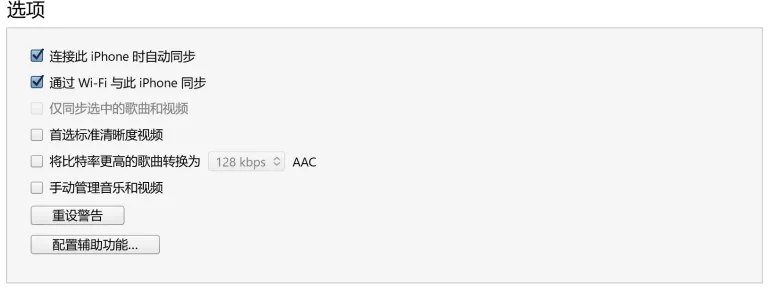 选项
连接此 iPhone 时自动同步
通过 Wi-Fi 与此 iPhone 同步
仅同步选中的歌曲和视频
首选标准清晰度视频
将比特率更高的歌曲转换为 128 kbps AAC
手动管理音乐和视频
重设警告
配置辅助功能...